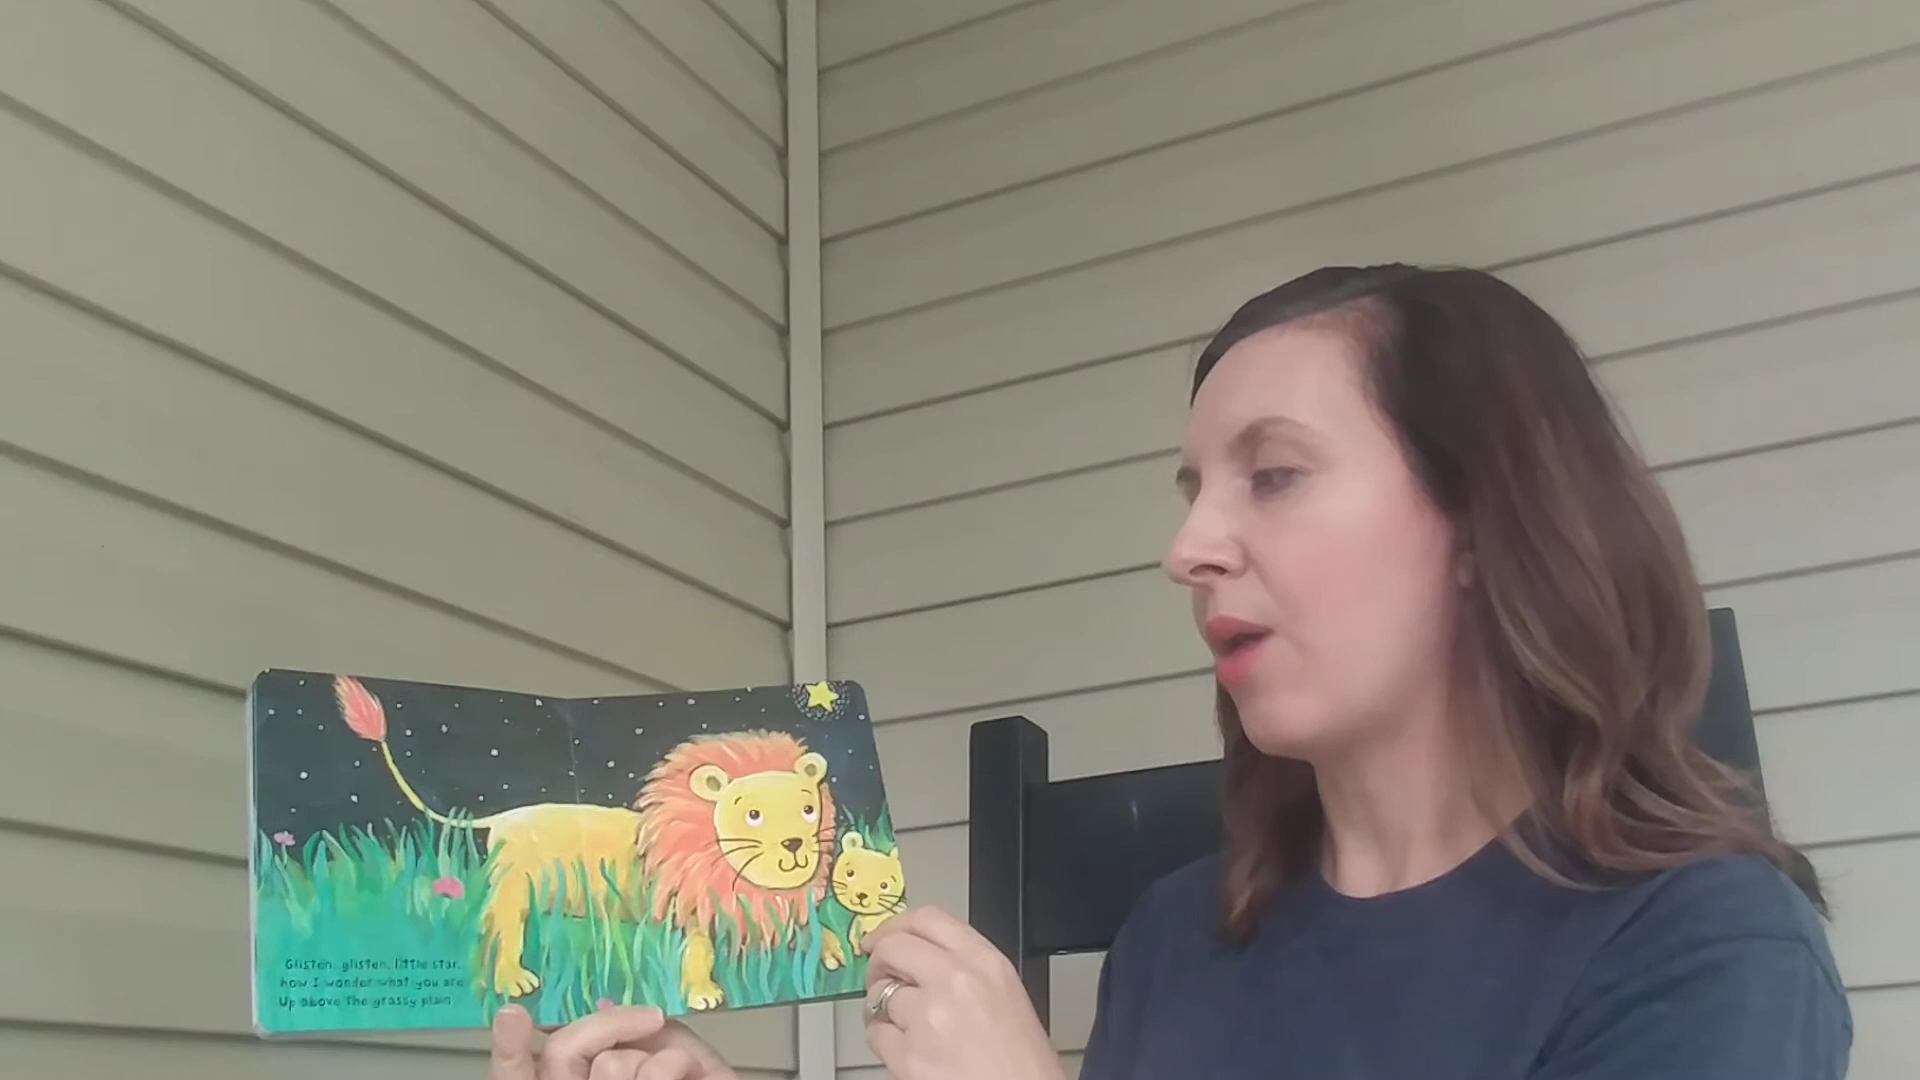 Glisten, glisten, little star,
how I wonder what you are
Up above the grassy plain